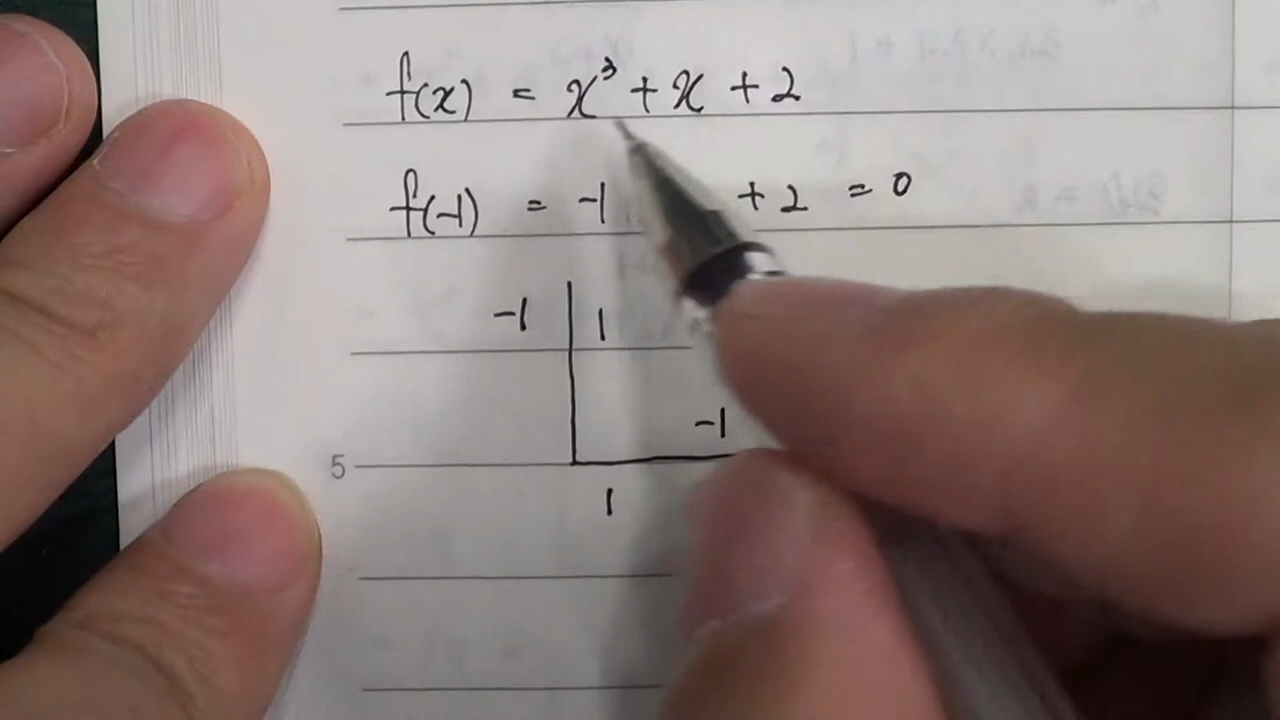 f(x) = x³ + x + 2
f(-1) = -1 + 2 = 0
-1 | 1
-1
5
1